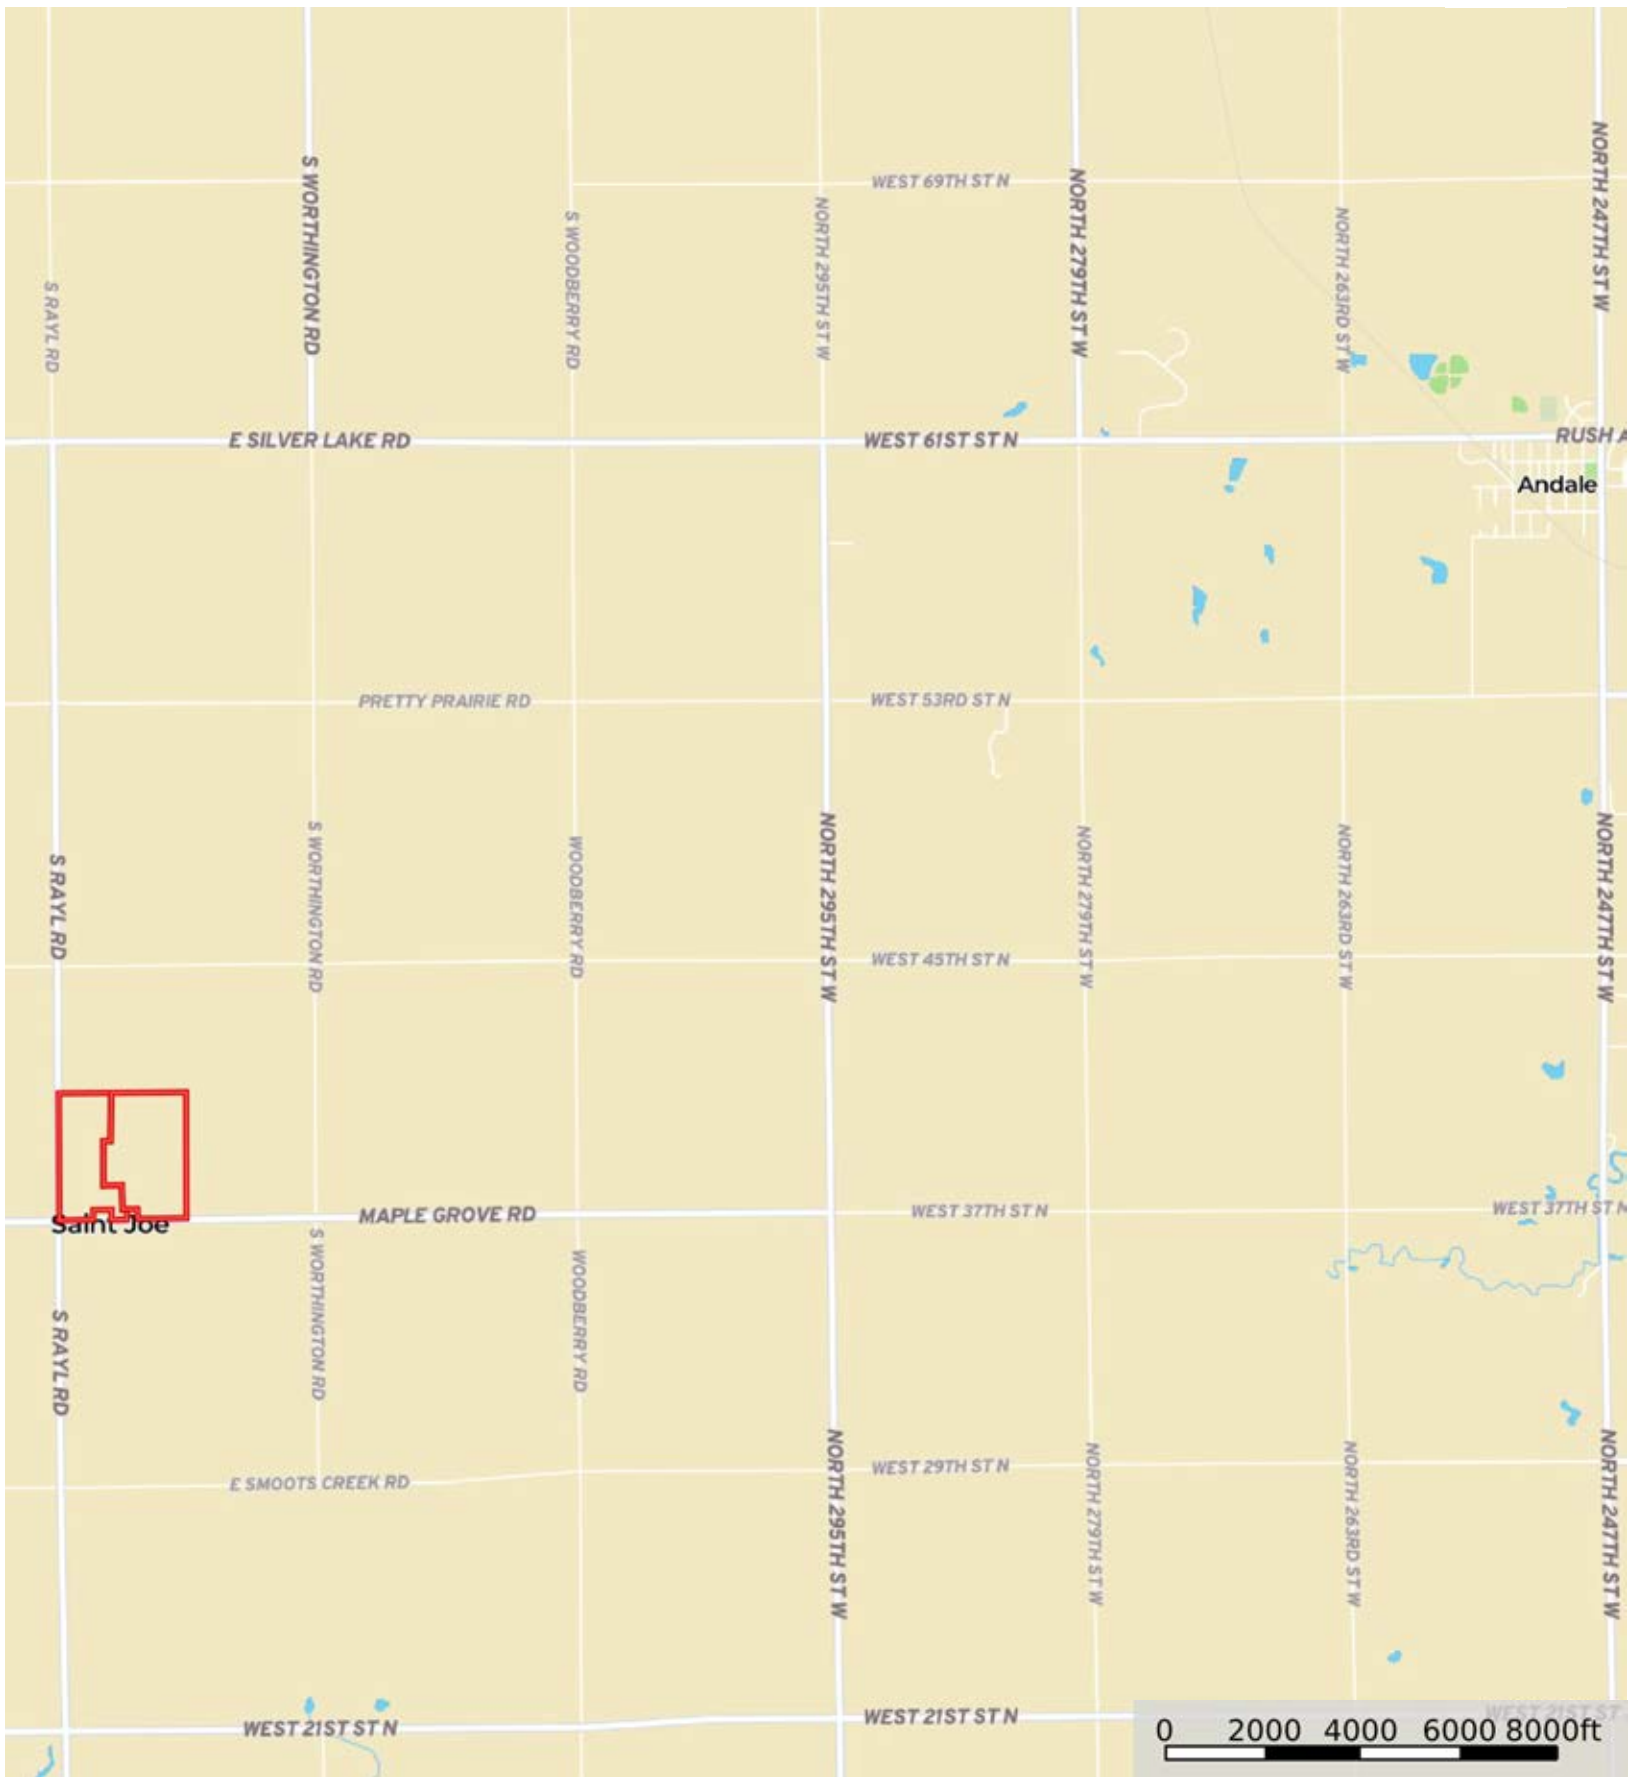 WEST 69TH ST N
S WORTHINGTON RD
S WOODBERRY RD
NORTH 295TH ST W
NORTH 279TH ST W
NORTH 263RD ST W
NORTH 247TH ST W
S RAYL RD
E SILVER LAKE RD
WEST 61ST ST N
RUSH A
Andale
PRETTY PRAIRIE RD
WEST 53RD ST N
S RAYL RD
S WORTHINGTON RD
WOODBERRY RD
NORTH 295TH ST W
NORTH 279TH ST W
NORTH 263RD ST W
NORTH 247TH ST W
WEST 45TH ST N
Saint Joe
MAPLE GROVE RD
WEST 37TH ST N
WEST 37TH ST N
S RAYL RD
S WORTHINGTON RD
WOODBERRY RD
E SMOOTS CREEK RD
WEST 29TH ST N
NORTH 295TH ST W
NORTH 279TH ST W
NORTH 263RD ST W
NORTH 247TH ST W
WEST 21ST ST N
WEST 21ST ST N
WEST 21ST ST
0 2000 4000 6000 8000ft